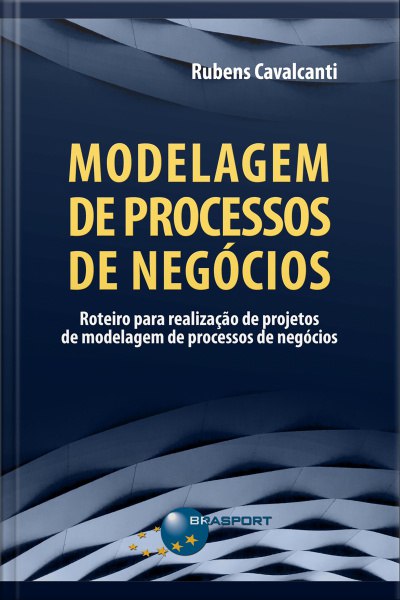 Rubens Cavalcanti
MODELAGEM
DE PROCESSOS
DE NEGÓCIOS
Roteiro para realização de projetos
de modelagem de processos de negócios
BRASPORT